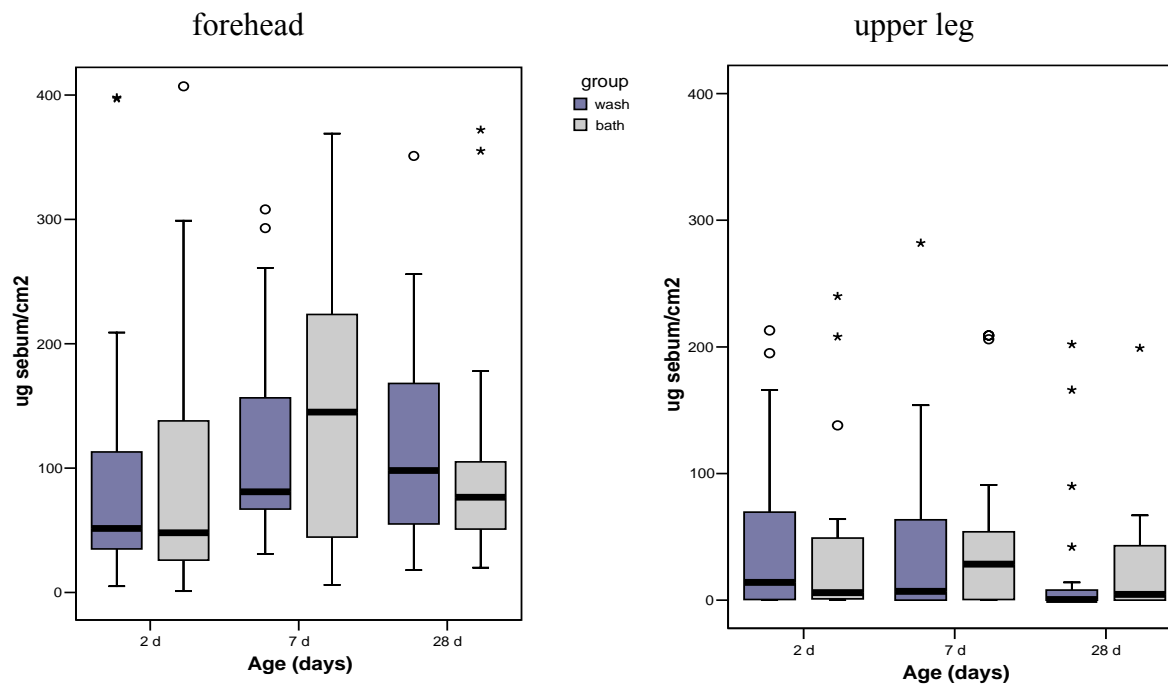 forehead
400
300
200
100
0
ug sebum/cm2
2 d
7 d
28 d
Age (days)
group
wash
bath
upper leg
400
300
200
100
0
ug sebum/cm2
2 d
7 d
28 d
Age (days)